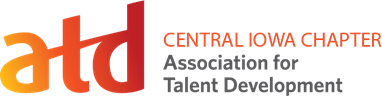 atd
CENTRAL IOWA CHAPTER
Association for
Talent Development